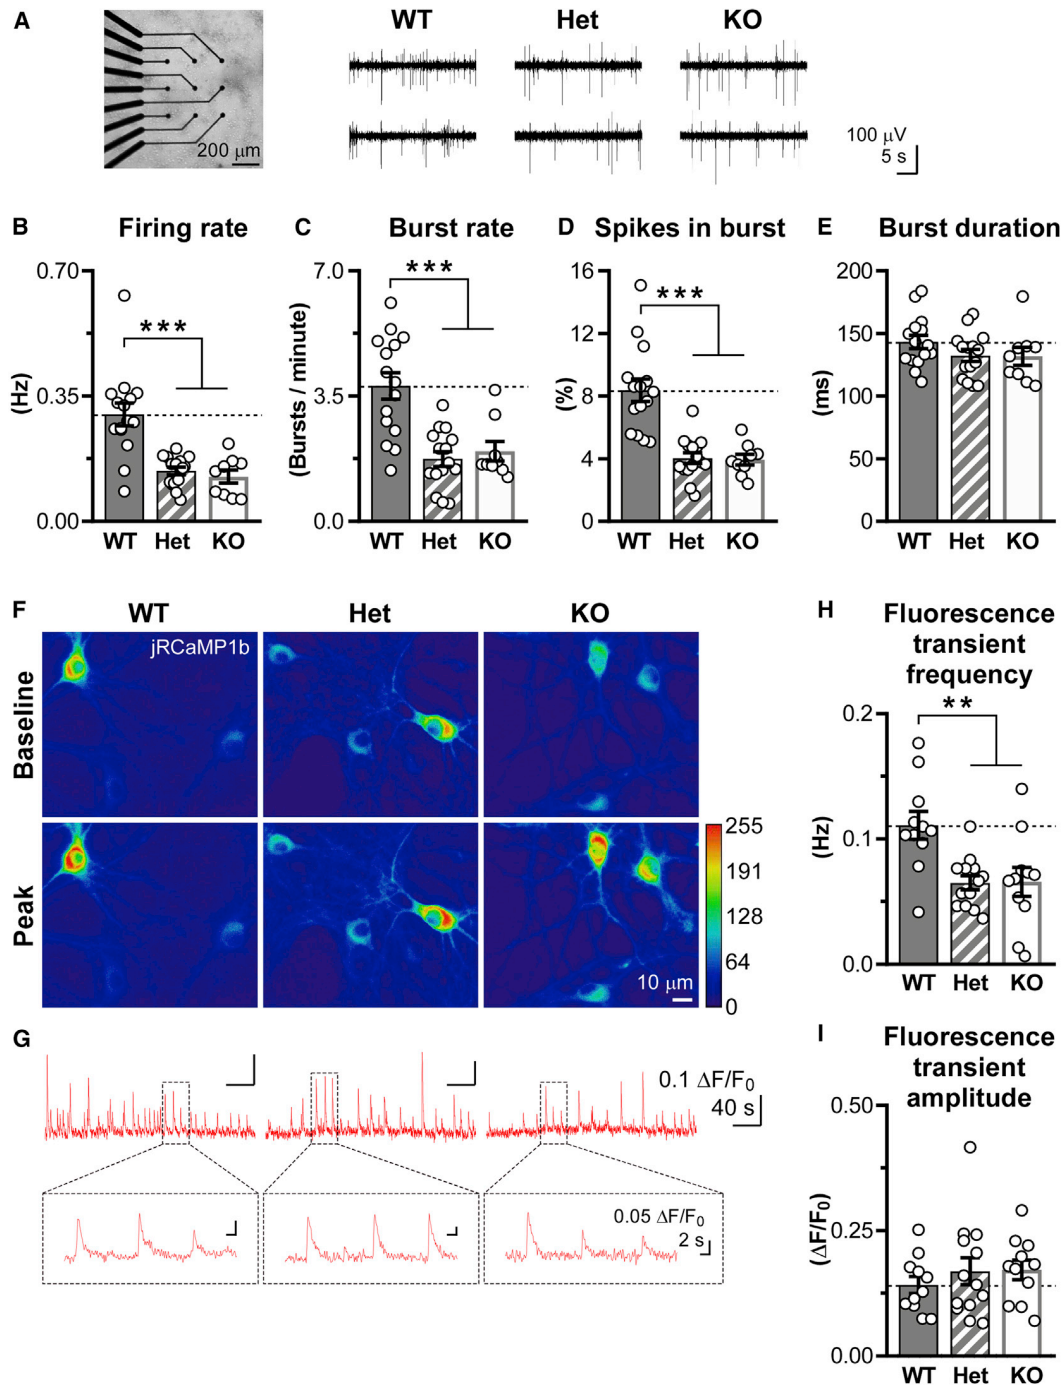 A
200 μm
WT
Het
KO
100 μV
5 s
B
Firing rate
(Hz)
0.70
0.35
0.00
***
WT
Het
KO
C
Burst rate
(Bursts / minute)
7.0
3.5
0.0
***
WT
Het
KO
D
Spikes in burst
(%)
16
12
8
4
0
***
WT
Het
KO
E
Burst duration
(ms)
200
150
100
50
0
WT
Het
KO
F
WT
Het
KO
Baseline
jRCaMP1b
Peak
10 μm
255
191
128
64
0
G
0.1 ΔF/F0
40 s
0.05 ΔF/F0
2 s
H
Fluorescence
transient
frequency
(Hz)
0.2
0.1
0.0
**
WT
Het
KO
I
Fluorescence
transient
amplitude
(ΔF/F0)
0.50
0.25
0.00
WT
Het
KO